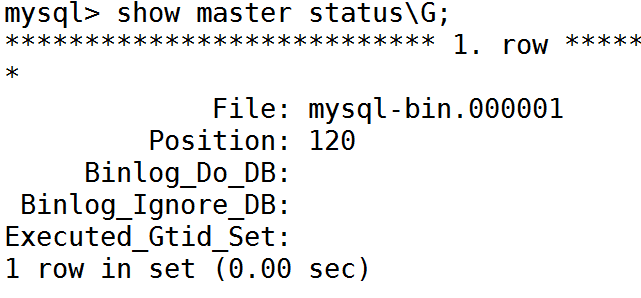 mysql> show master status\G;
*************************** 1. row *****
*
File: mysql-bin.000001
Position: 120
Binlog_Do_DB:
Binlog_Ignore_DB:
Executed_Gtid_Set:
1 row in set (0.00 sec)